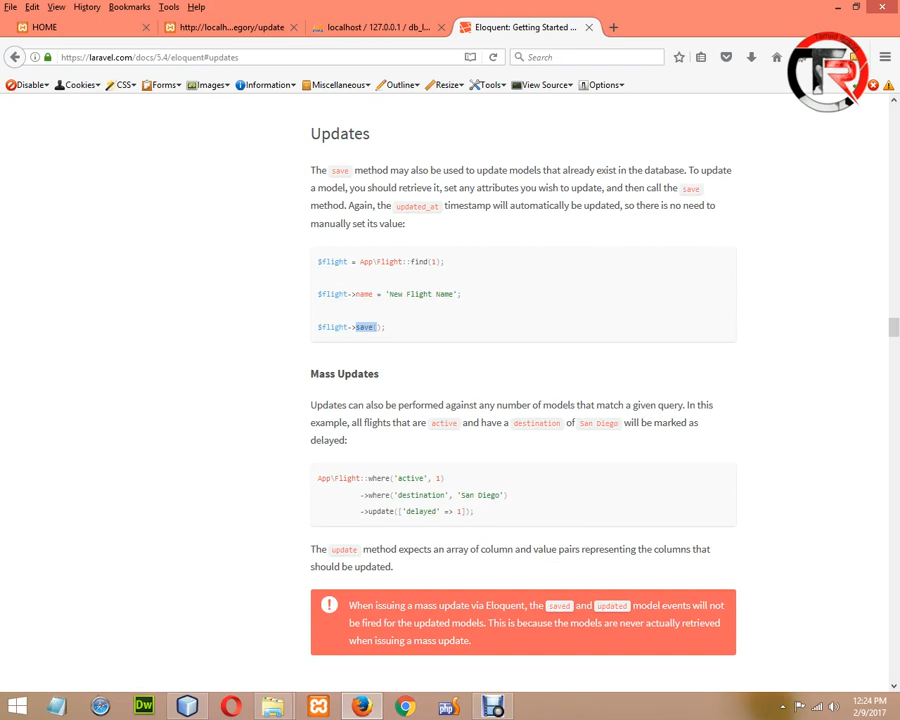 File Edit View History Bookmarks Tools Help
HOME
http://localh...egory/update
localhost / 127.0.0.1 / db_l...
Eloquent: Getting Started ...
https://laravel.com/docs/5.4/eloquent#updates
Search
Disable Cookies CSS Forms Images Information Miscellaneous Outline Resize Tools View Source Options
Updates
The save method may also be used to update models that already exist in the database. To update
a model, you should retrieve it, set any attributes you wish to update, and then call the save
method. Again, the updated_at timestamp will automatically be updated, so there is no need to
manually set its value:
$flight = App\Flight::find(1);
$flight->name = 'New Flight Name';
$flight->save();
Mass Updates
Updates can also be performed against any number of models that match a given query. In this
example, all flights that are active and have a destination of San Diego will be marked as
delayed:
App\Flight::where('active', 1)
->where('destination', 'San Diego')
->update(['delayed' => 1]);
The update method expects an array of column and value pairs representing the columns that
should be updated.
When issuing a mass update via Eloquent, the saved and updated model events will not
be fired for the updated models. This is because the models are never actually retrieved
when issuing a mass update.
Dw
php
12:24 PM
2/9/2017